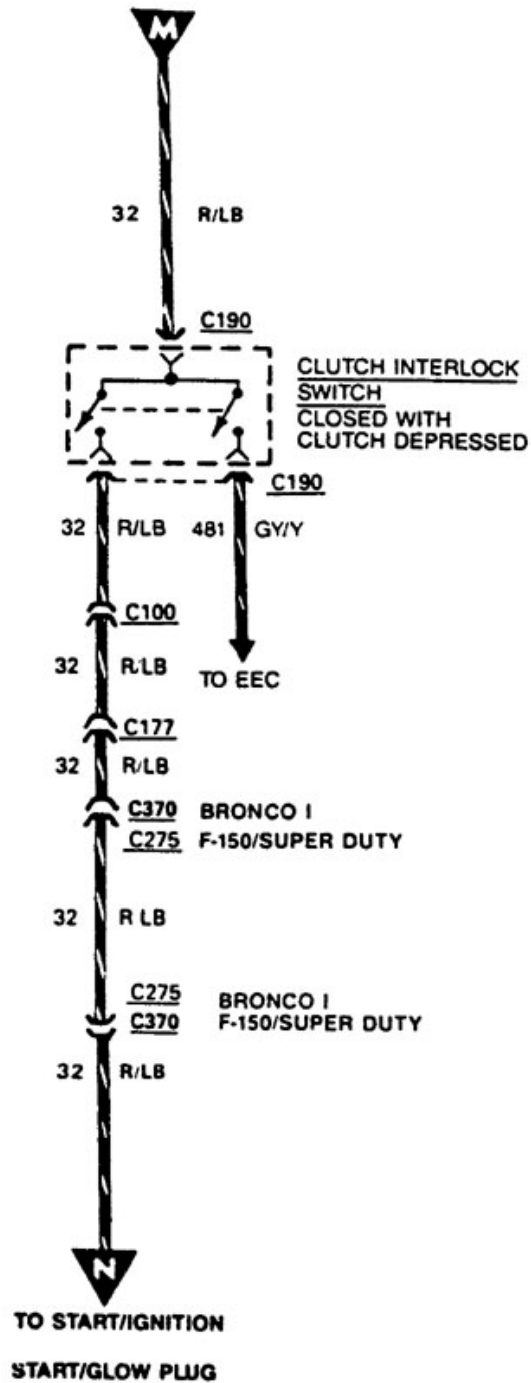 M
32 R/LB
C190
CLUTCH INTERLOCK
SWITCH
CLOSED WITH
CLUTCH DEPRESSED
C190
32 R/LB 481 GY/Y
C100
32 R/LB
TO EEC
C177
32 R/LB
C370 BRONCO I
C275 F-150/SUPER DUTY
32 R LB
C275 BRONCO I
C370 F-150/SUPER DUTY
32 R/LB
N
TO START/IGNITION
START/GLOW PLUG